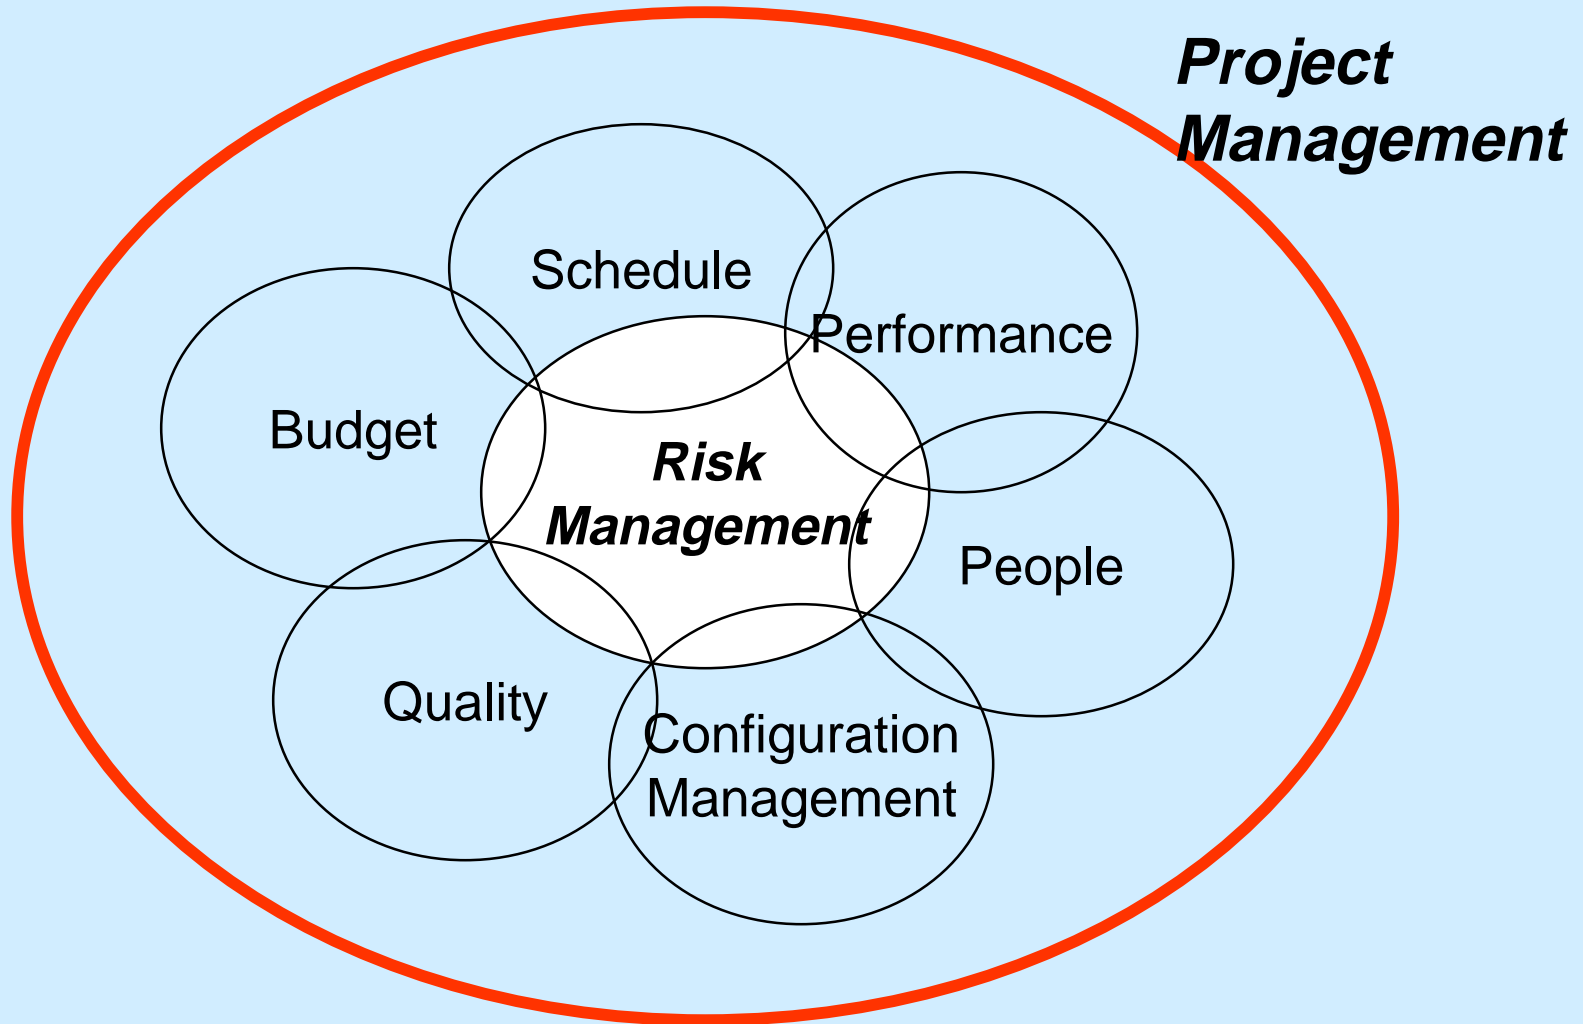 Project
Management
Schedule
Performance
Budget
Risk
Management
People
Quality
Configuration
Management